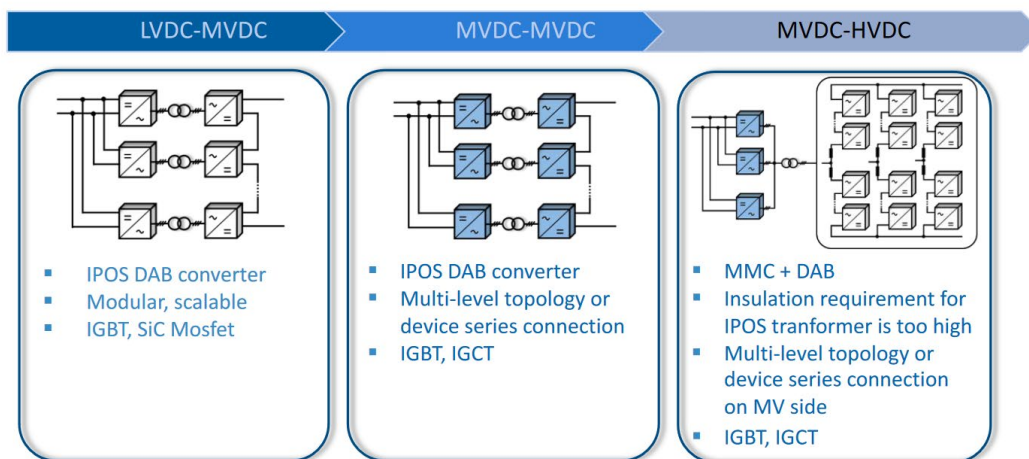 LVDC-MVDC
MVDC-MVDC
MVDC-HVDC
▪ IPOS DAB converter
▪ Modular, scalable
▪ IGBT, SiC Mosfet
▪ IPOS DAB converter
▪ Multi-level topology or
device series connection
▪ IGBT, IGCT
▪ MMC + DAB
▪ Insulation requirement for
IPOS tranformer is too high
▪ Multi-level topology or
device series connection
on MV side
▪ IGBT, IGCT